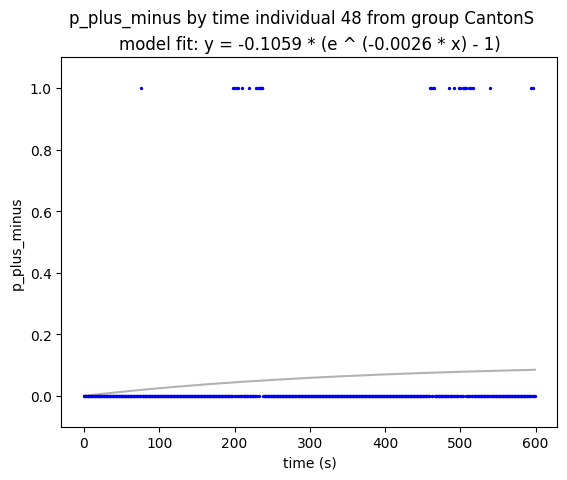 p_plus_minus by time individual 48 from group CantonS
model fit: y = -0.1059 * (e ^ (-0.0026 * x) - 1)
1.0
0.8
0.6
0.4
0.2
0.0
p_plus_minus
0 100 200 300 400 500 600
time (s)